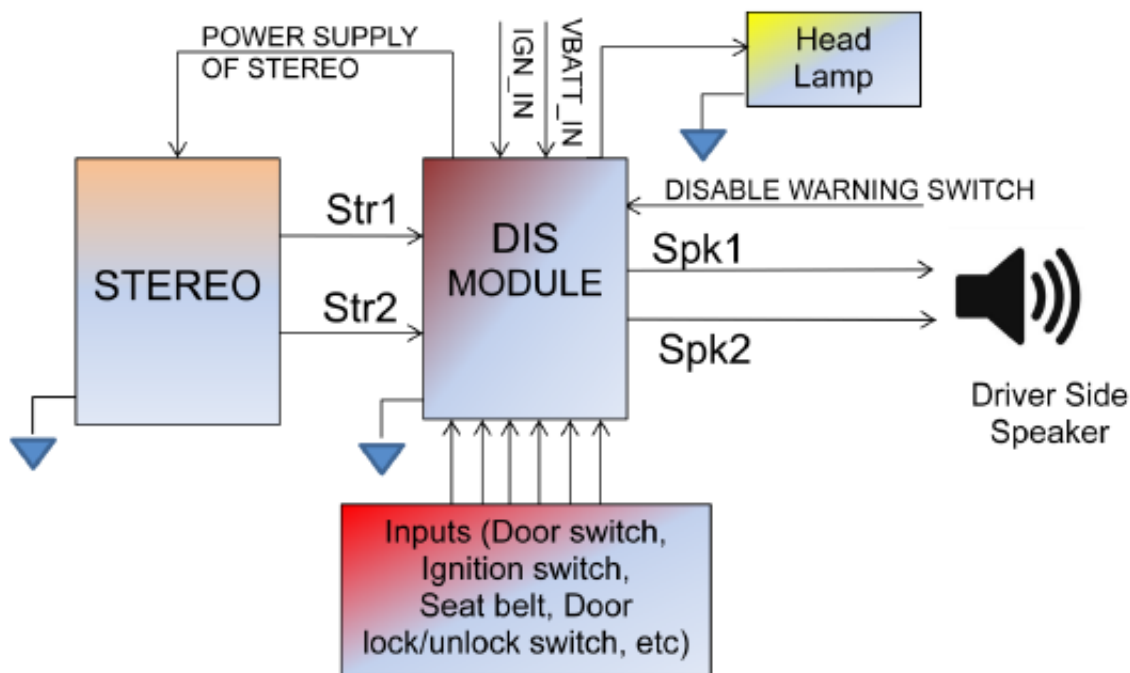 POWER SUPPLY
OF STEREO
IGN_IN
VBATT_IN
Head
Lamp
DISABLE WARNING SWITCH
Str1
Str2
STEREO
DIS
MODULE
Spk1
Spk2
Driver Side
Speaker
Inputs (Door switch,
Ignition switch,
Seat belt, Door
lock/unlock switch, etc)